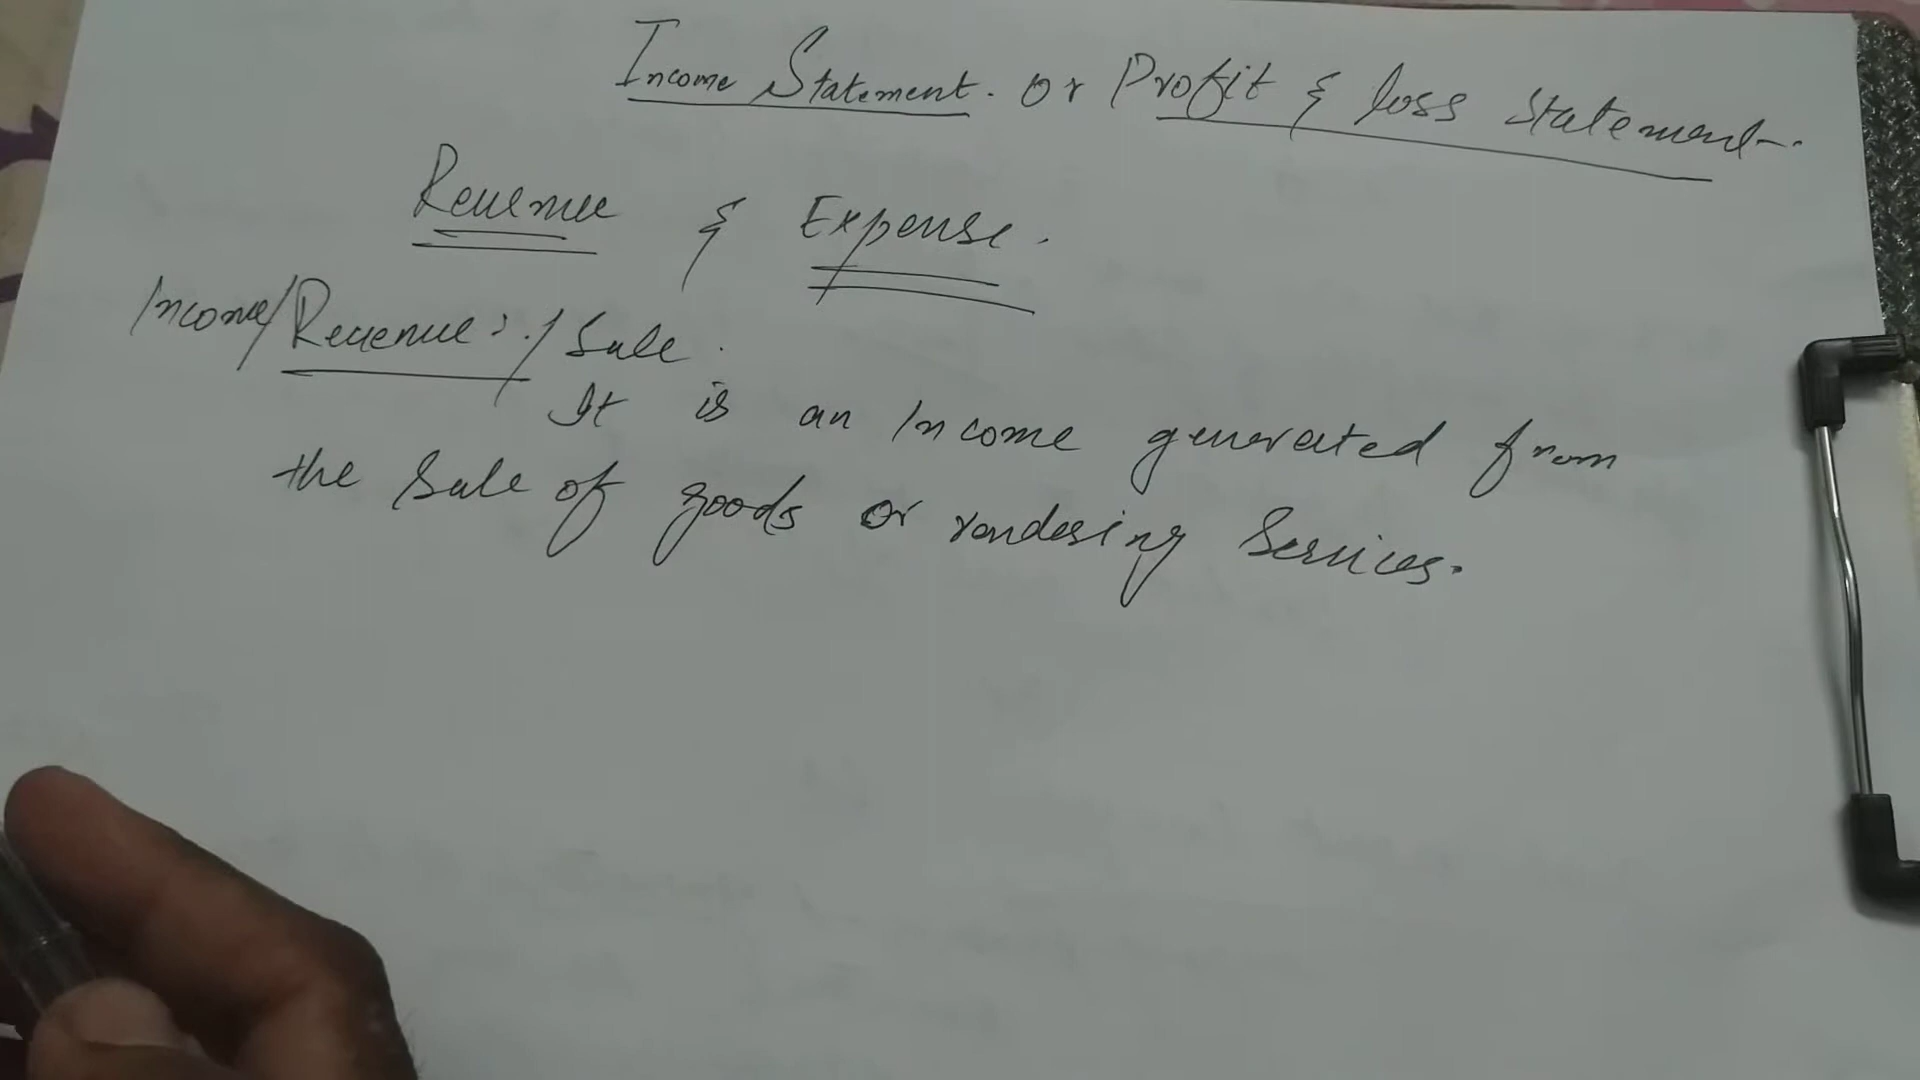 Income Statement. or Profit & loss statement.
Revenue & Expense.
Income/Revenue:./Sale.
It is an Income generated from
the Sale of goods or rendering Services.